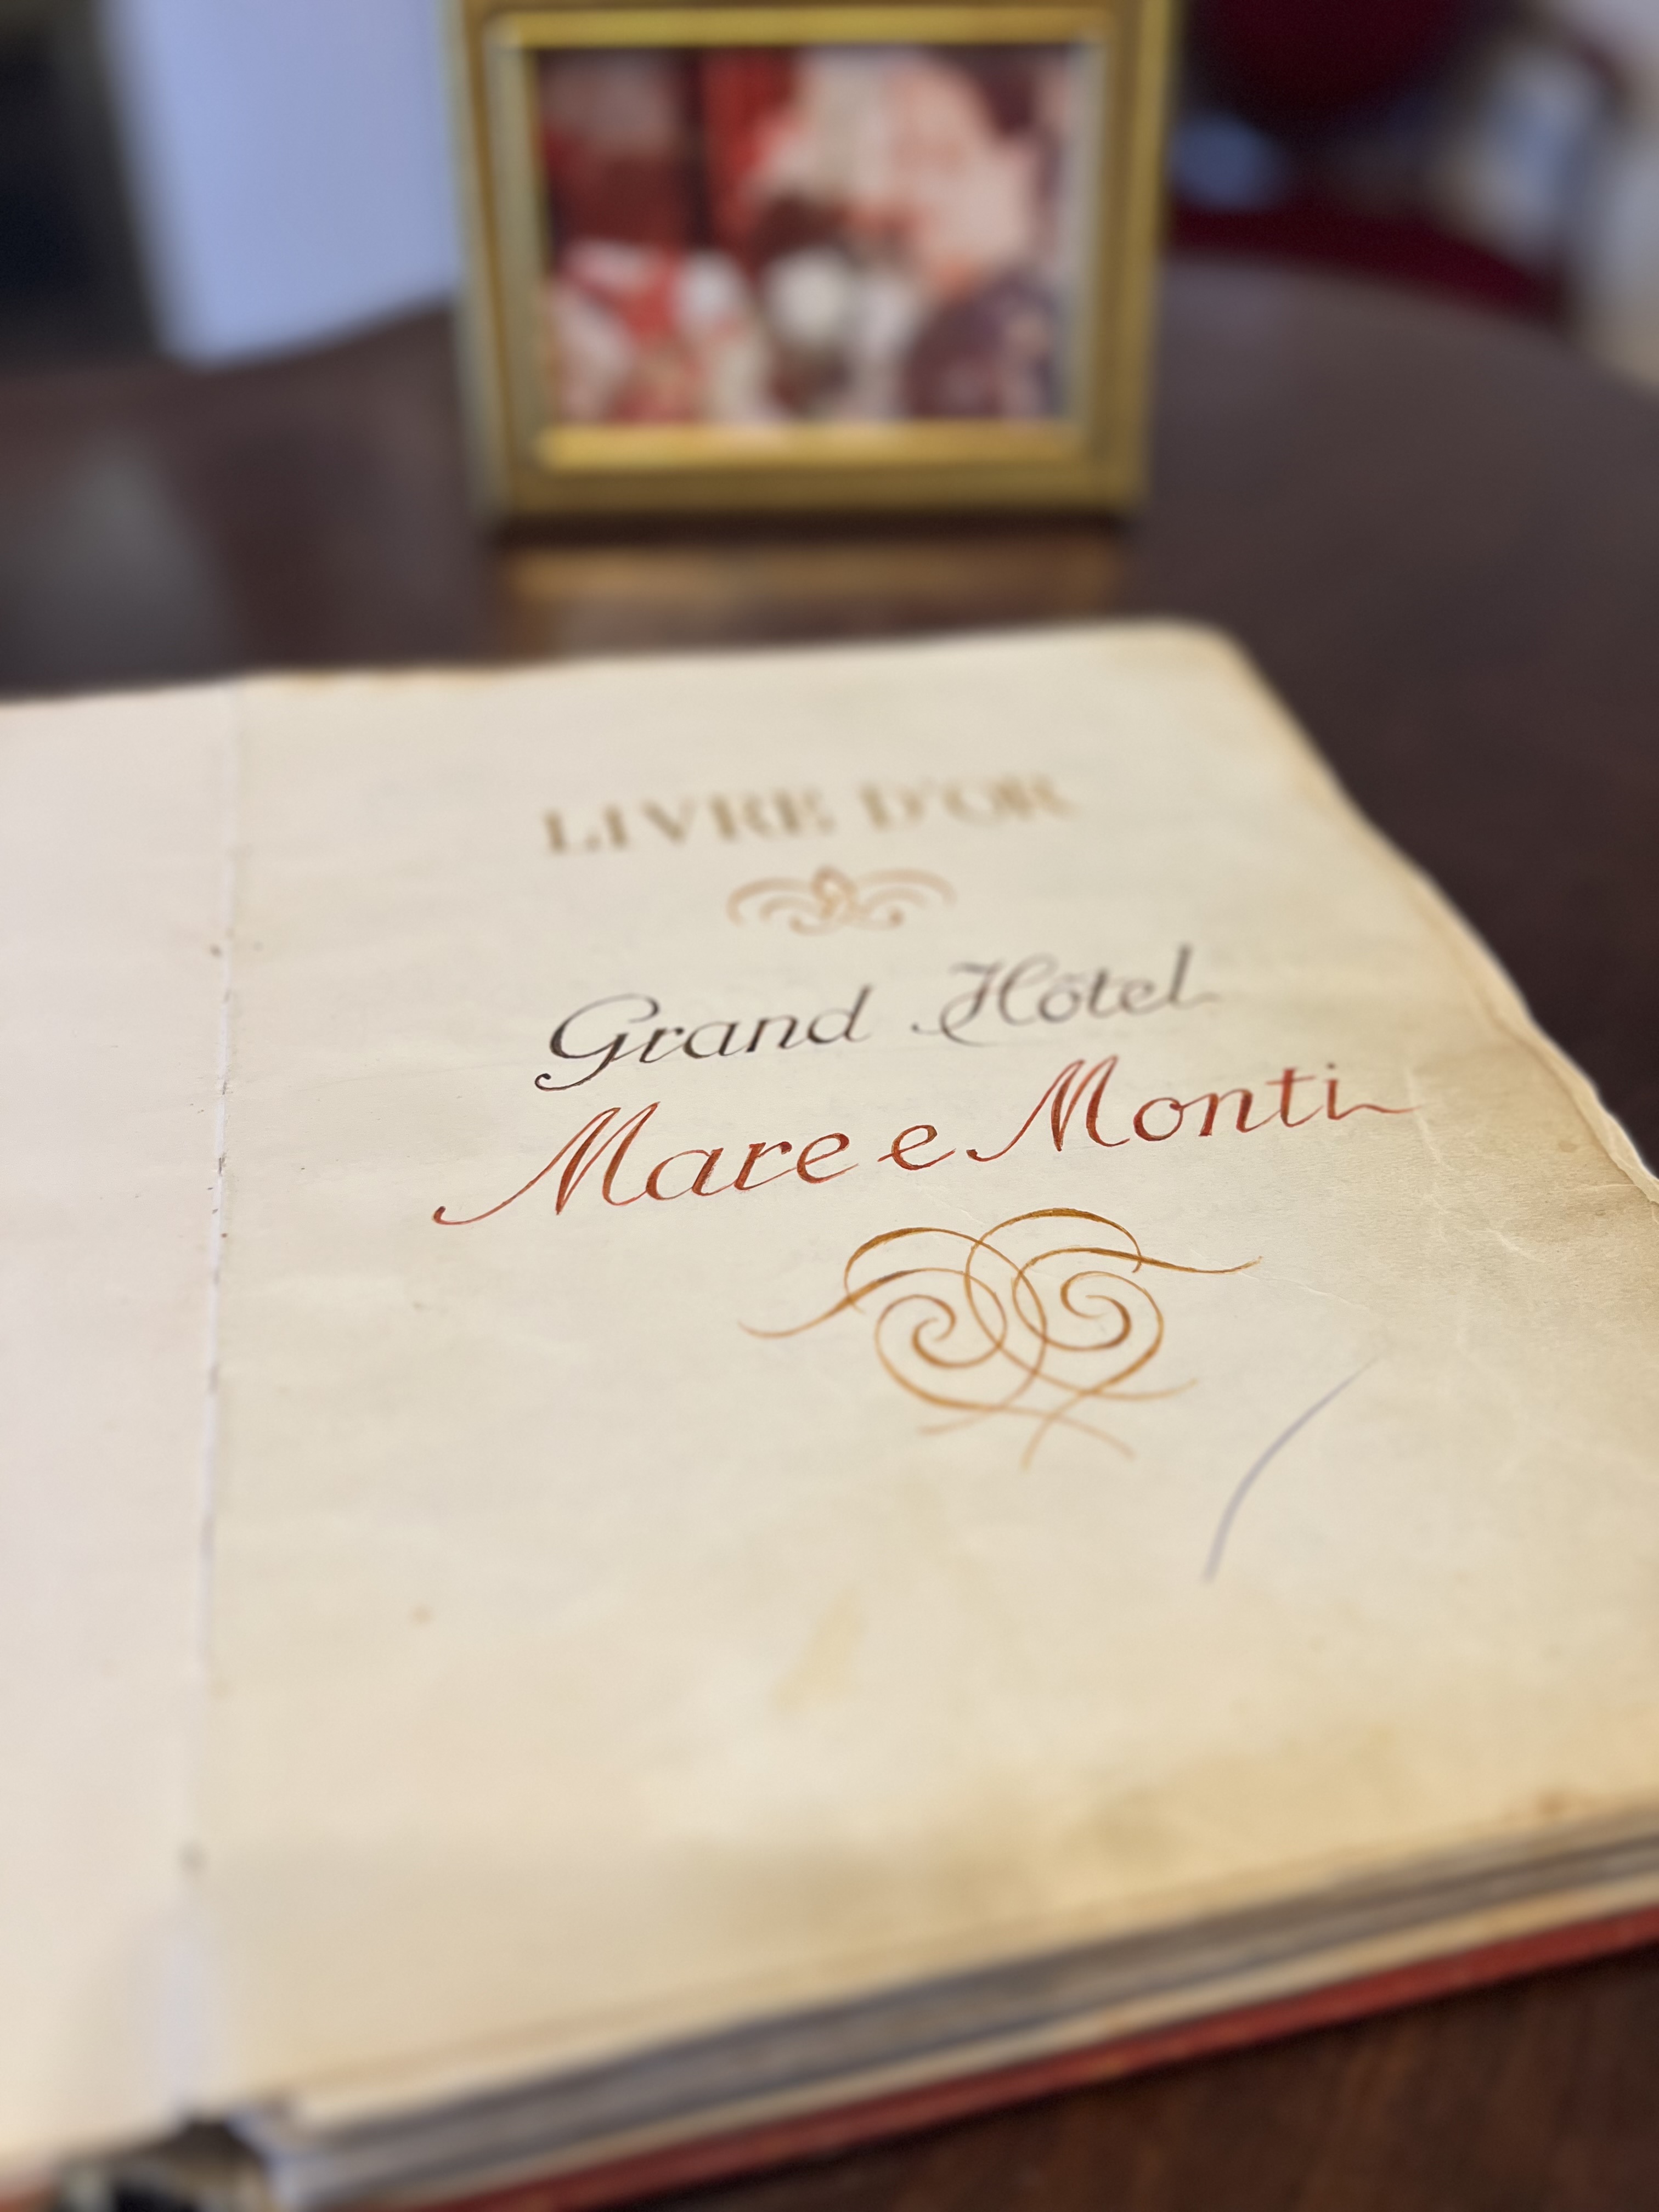 LIVRE D'OR
Grand Hôtel
Mare e Monti